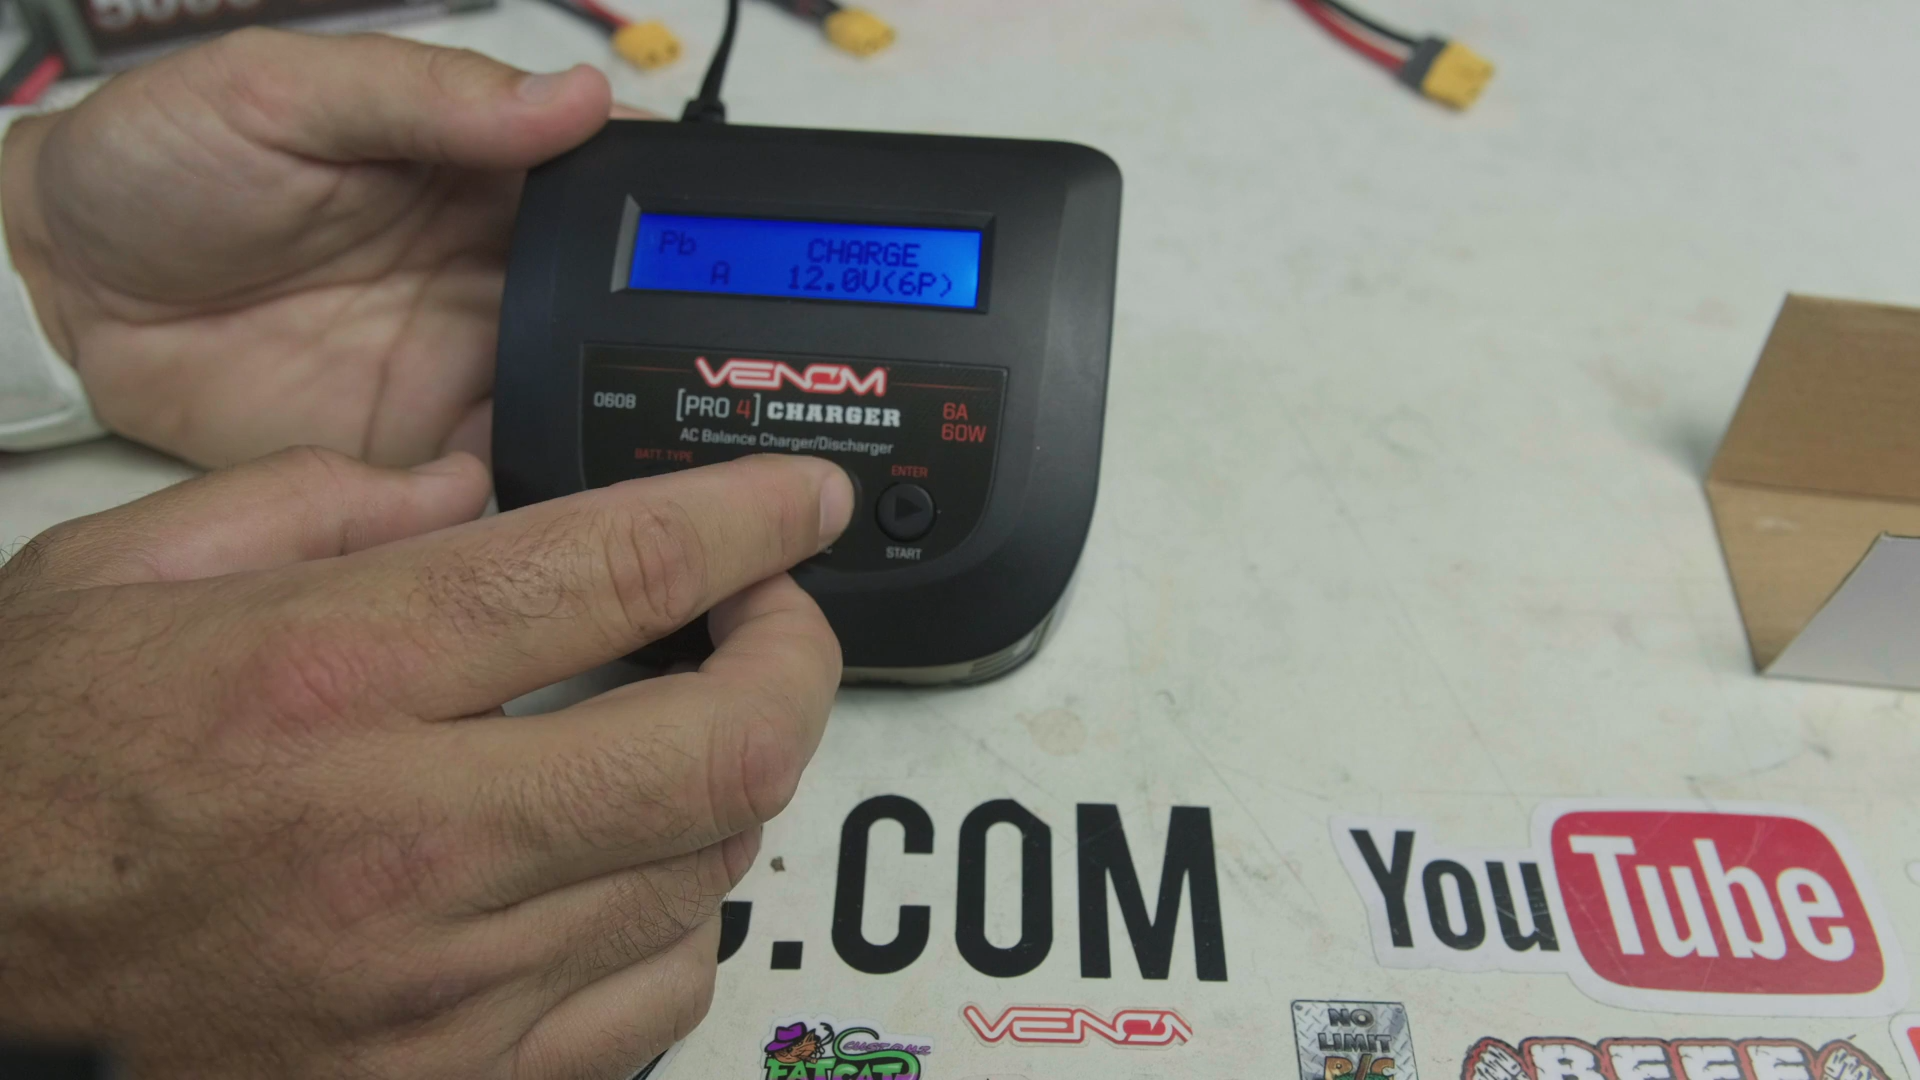 Pb CHARGE
A 12.0V(6P)
VENOM
0608 [PRO 4] CHARGER 6A
60W
AC Balance Charger/Discharger
BATT. TYPE
ENTER
START
.COM
YouTube
VENOM
NO
LIMIT
R/C
FATCAT